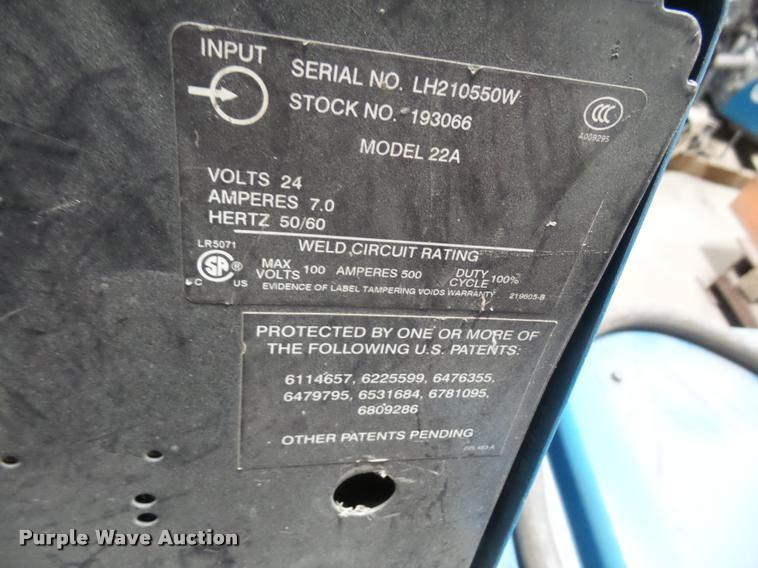 INPUT
SERIAL NO. LH210550W
STOCK NO. 193066
MODEL 22A
CCC
A009295
VOLTS 24
AMPERES 7.0
HERTZ 50/60
LR5071
WELD CIRCUIT RATING
SP ®
C US
MAX VOLTS 100 AMPERES 500 DUTY CYCLE 100%
EVIDENCE OF LABEL TAMPERING VOIDS WARRANTY 219605-B
PROTECTED BY ONE OR MORE OF
THE FOLLOWING U.S. PATENTS:
6114657, 6225599, 6476355,
6479795, 6531684, 6781095,
6809286
OTHER PATENTS PENDING
Purple Wave Auction